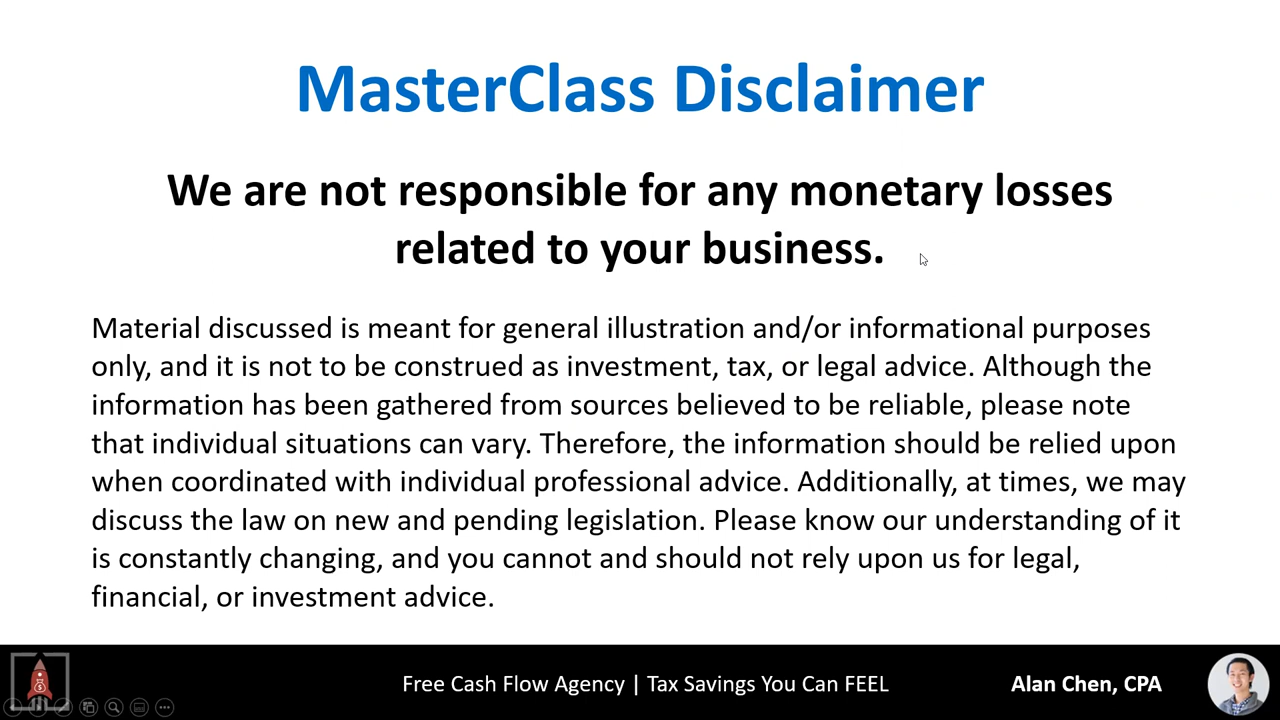 MasterClass Disclaimer
We are not responsible for any monetary losses
related to your business.
Material discussed is meant for general illustration and/or informational purposes
only, and it is not to be construed as investment, tax, or legal advice. Although the
information has been gathered from sources believed to be reliable, please note
that individual situations can vary. Therefore, the information should be relied upon
when coordinated with individual professional advice. Additionally, at times, we may
discuss the law on new and pending legislation. Please know our understanding of it
is constantly changing, and you cannot and should not rely upon us for legal,
financial, or investment advice.
Free Cash Flow Agency | Tax Savings You Can FEEL
Alan Chen, CPA